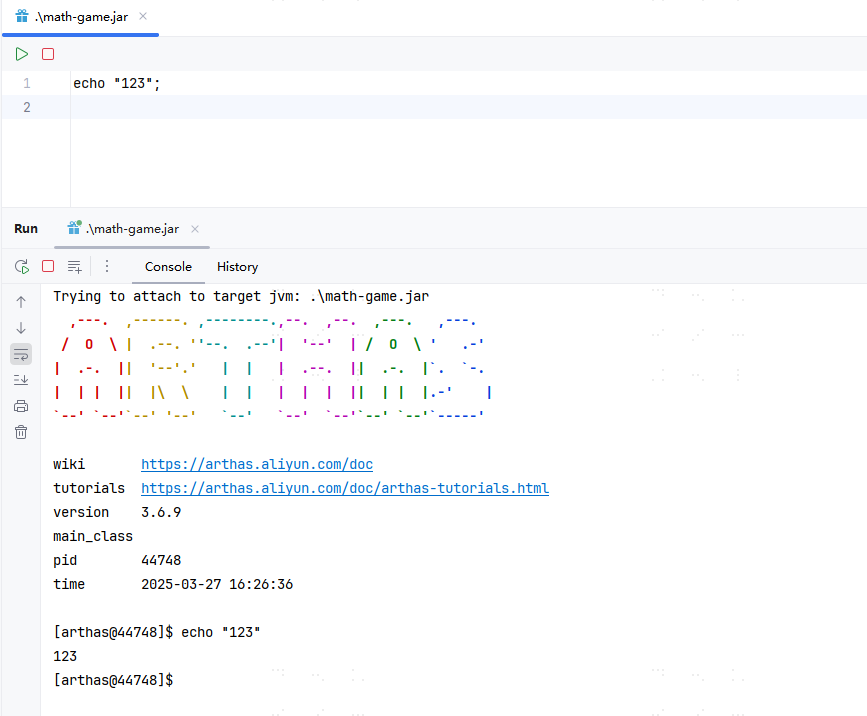 .\math-game.jar
1 echo "123";
2
Run .\math-game.jar
Console History
Trying to attach to target jvm: .\math-game.jar
  ,---.  ,------. ,--------.,--.  ,--.  ,---.   ,---.
 /  O  \ |  .--. ''--.  .--'|  '--'  | /  O  \ '   .-'
|  .-.  ||  '--'.'   |  |   |  .--.  ||  .-.  |`.  `-.
|  | |  ||  |\  \    |  |   |  |  |  ||  | |  |.-'    |
`--' `--'`--' '--'   `--'   `--'  `--'`--' `--'`-----'
wiki https://arthas.aliyun.com/doc
tutorials https://arthas.aliyun.com/doc/arthas-tutorials.html
version 3.6.9
main_class
pid 44748
time 2025-03-27 16:26:36
[arthas@44748]$ echo "123"
123
[arthas@44748]$